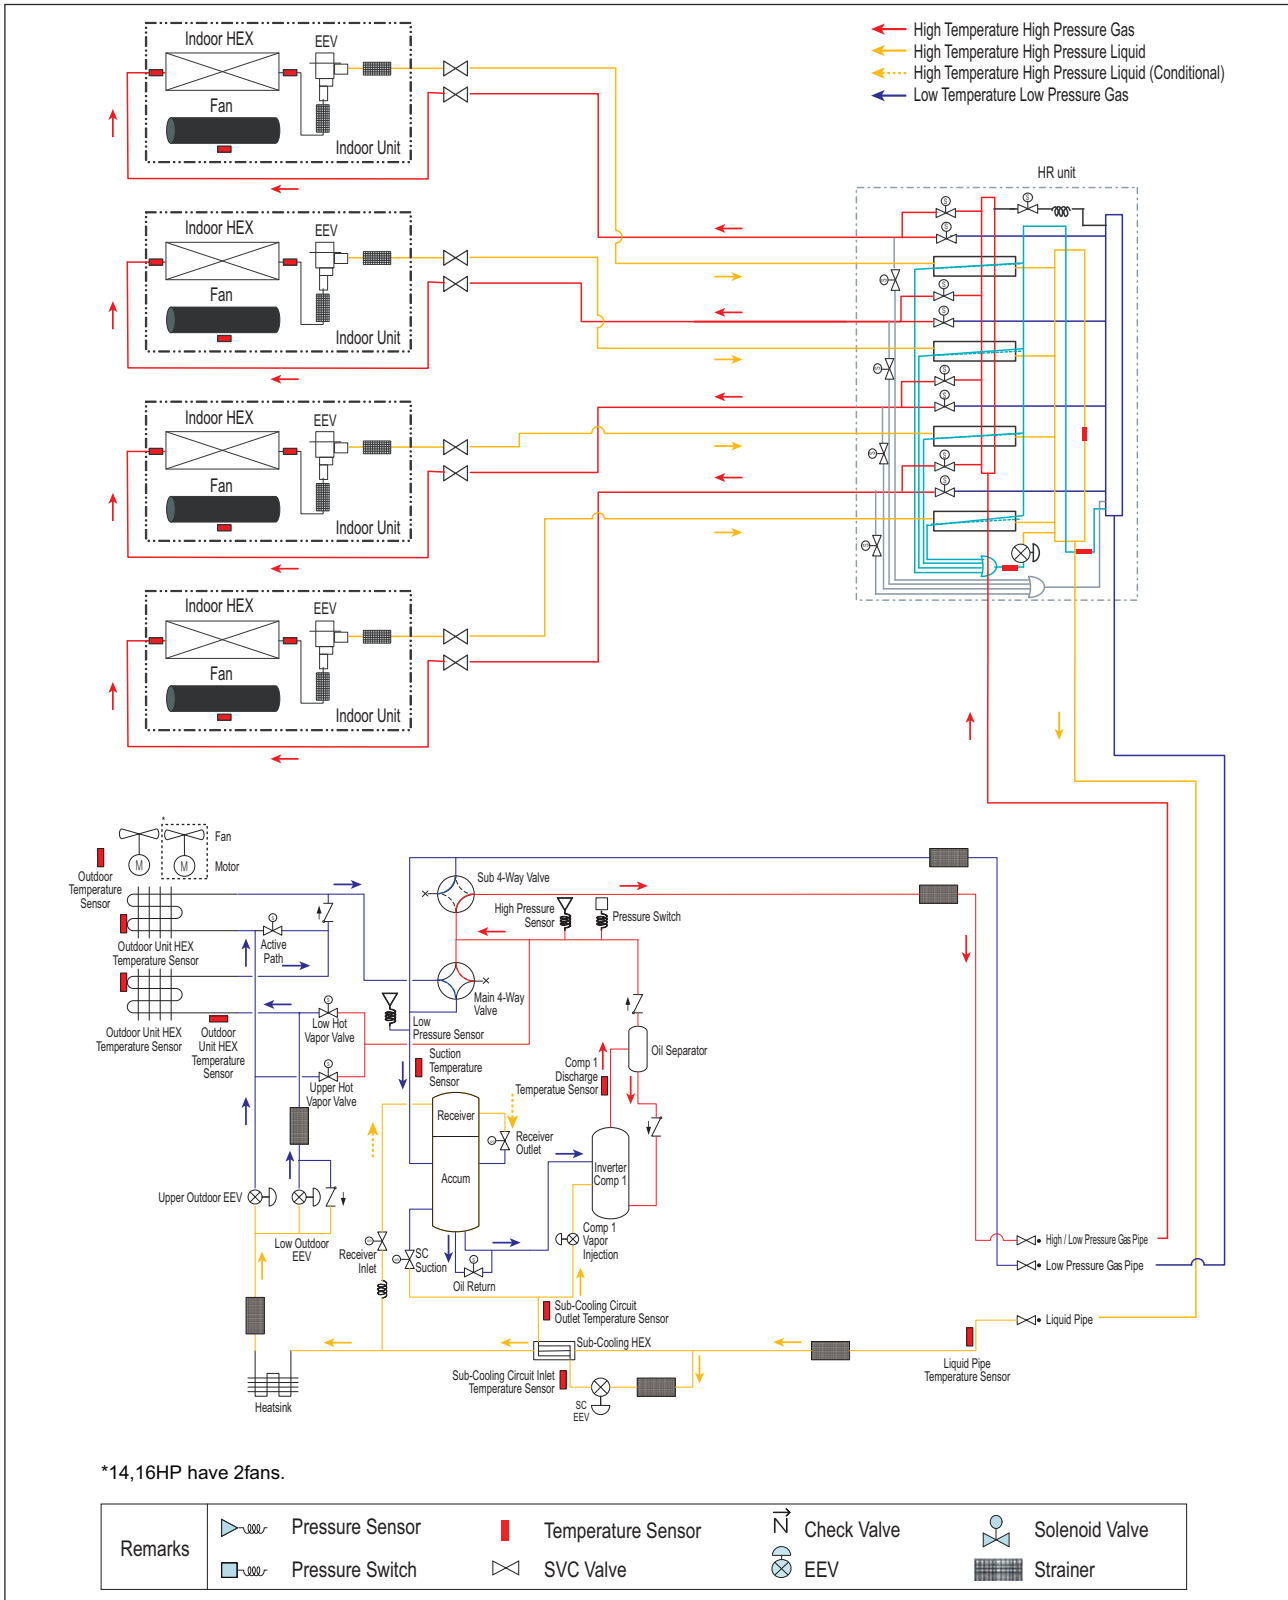 High Temperature High Pressure Gas
High Temperature High Pressure Liquid
High Temperature High Pressure Liquid (Conditional)
Low Temperature Low Pressure Gas
Indoor HEX
EEV
Fan
Indoor Unit
Indoor HEX
EEV
Fan
Indoor Unit
Indoor HEX
EEV
Fan
Indoor Unit
Indoor HEX
EEV
Fan
Indoor Unit
HR unit
S
S
S
S
S
S
S
S
S
S
S
S
S
*
Fan
M
M
Motor
Outdoor
Temperature
Sensor
Sub 4-Way Valve
High Pressure
Sensor
Pressure Switch
S
Active
Path
Outdoor Unit HEX
Temperature Sensor
Main 4-Way
Valve
S
Low Hot
Vapor Valve
Outdoor Unit HEX
Temperature Sensor
Outdoor
Unit HEX
Temperature
Sensor
Low
Pressure Sensor
S
Upper Hot
Vapor Valve
Suction
Temperature
Sensor
Oil Separator
Comp 1
Discharge
Temperatue Sensor
Receiver
S
Receiver
Outlet
Accum
Inverter
Comp 1
Upper Outdoor EEV
Low Outdoor
EEV
S
Receiver
Inlet
S
SC
Suction
S
Oil Return
Comp 1
Vapor
Injection
High / Low Pressure Gas Pipe
Low Pressure Gas Pipe
Liquid Pipe
Sub-Cooling Circuit
Outlet Temperature Sensor
Sub-Cooling HEX
Sub-Cooling Circuit Inlet
Temperature Sensor
SC
EEV
Liquid Pipe
Temperature Sensor
Heatsink
*14,16HP have 2fans.
Remarks
Pressure Sensor
Temperature Sensor
Check Valve
Solenoid Valve
Pressure Switch
SVC Valve
EEV
Strainer